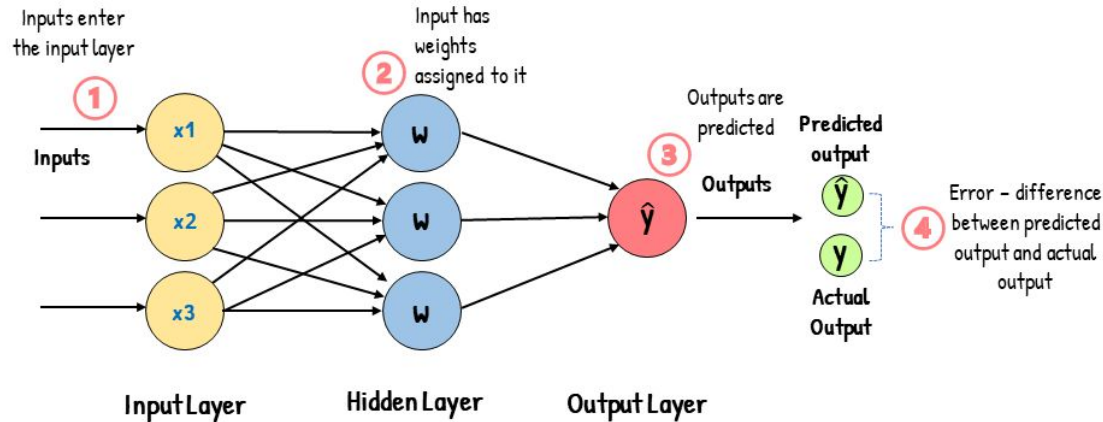 Inputs enter
the input layer
1
Inputs
x1
x2
x3
Input Layer
Input has
weights
assigned to it
2
w
w
w
Hidden Layer
Outputs are
predicted
3
ŷ
Outputs
Output Layer
Predicted
output
ŷ
y
Actual
Output
4
Error – difference
between predicted
output and actual
output